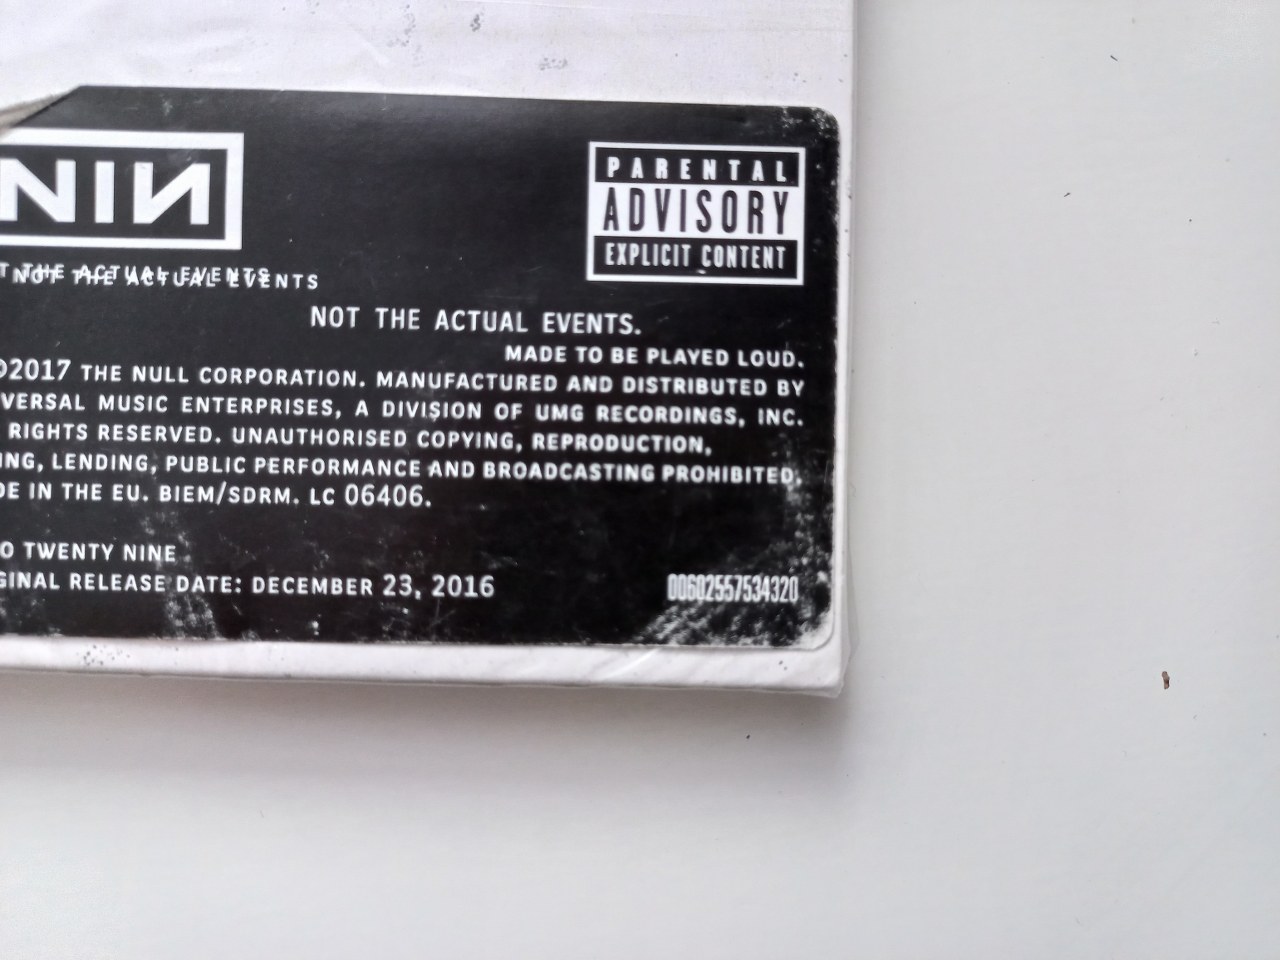 NIN
PARENTAL
ADVISORY
EXPLICIT CONTENT
THE ACTUAL EVENTS
NOT THE ACTUAL EVENTS
NOT THE ACTUAL EVENTS.
MADE TO BE PLAYED LOUD.
©2017 THE NULL CORPORATION. MANUFACTURED AND DISTRIBUTED BY
VERSAL MUSIC ENTERPRISES, A DIVISION OF UMG RECORDINGS, INC.
RIGHTS RESERVED. UNAUTHORISED COPYING, REPRODUCTION,
ING, LENDING, PUBLIC PERFORMANCE AND BROADCASTING PROHIBITED.
DE IN THE EU. BIEM/SDRM. LC 06406.
O TWENTY NINE
GINAL RELEASE DATE: DECEMBER 23, 2016
00602557534320